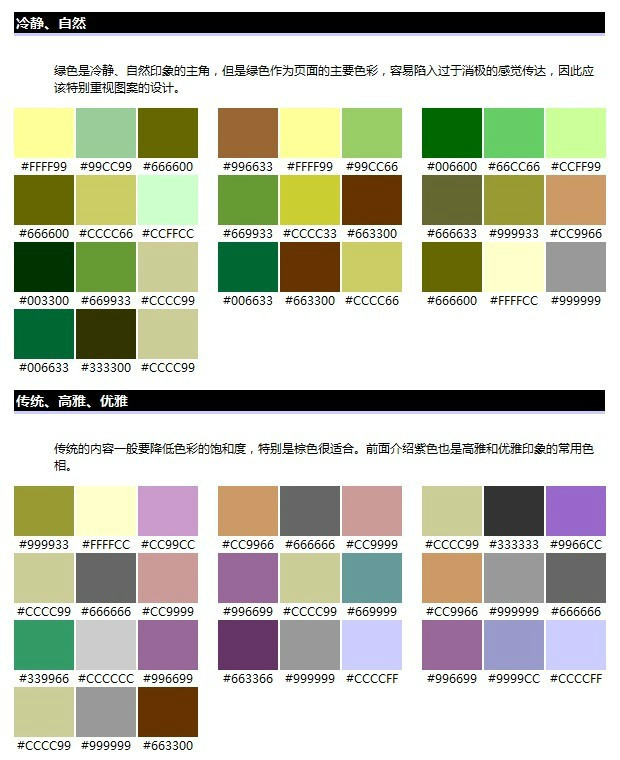 冷静、自然
绿色是冷静、自然印象的主角，但是绿色作为页面的主要色彩，容易陷入过于消极的感觉传达，因此应
该特别重视图案的设计。
#FFFF99 #99CC99 #666600 #996633 #FFFF99 #99CC66 #006600 #66CC66 #CCFF99
#666600 #CCCC66 #CCFFCC #669933 #CCCC33 #663300 #666633 #999933 #CC9966
#003300 #669933 #CCCC99 #006633 #663300 #CCCC66 #666600 #FFFFCC #999999
#006633 #333300 #CCCC99
传统、高雅、优雅
传统的内容一般要降低色彩的饱和度，特别是棕色很适合。前面介绍紫色也是高雅和优雅印象的常用色
相。
#999933 #FFFFCC #CC99CC #CC9966 #666666 #CC9999 #CCCC99 #333333 #9966CC
#CCCC99 #666666 #CC9999 #996699 #CCCC99 #669999 #CC9966 #999999 #666666
#339966 #CCCCCC #996699 #663366 #999999 #CCCCFF #996699 #9999CC #CCCCFF
#CCCC99 #999999 #663300